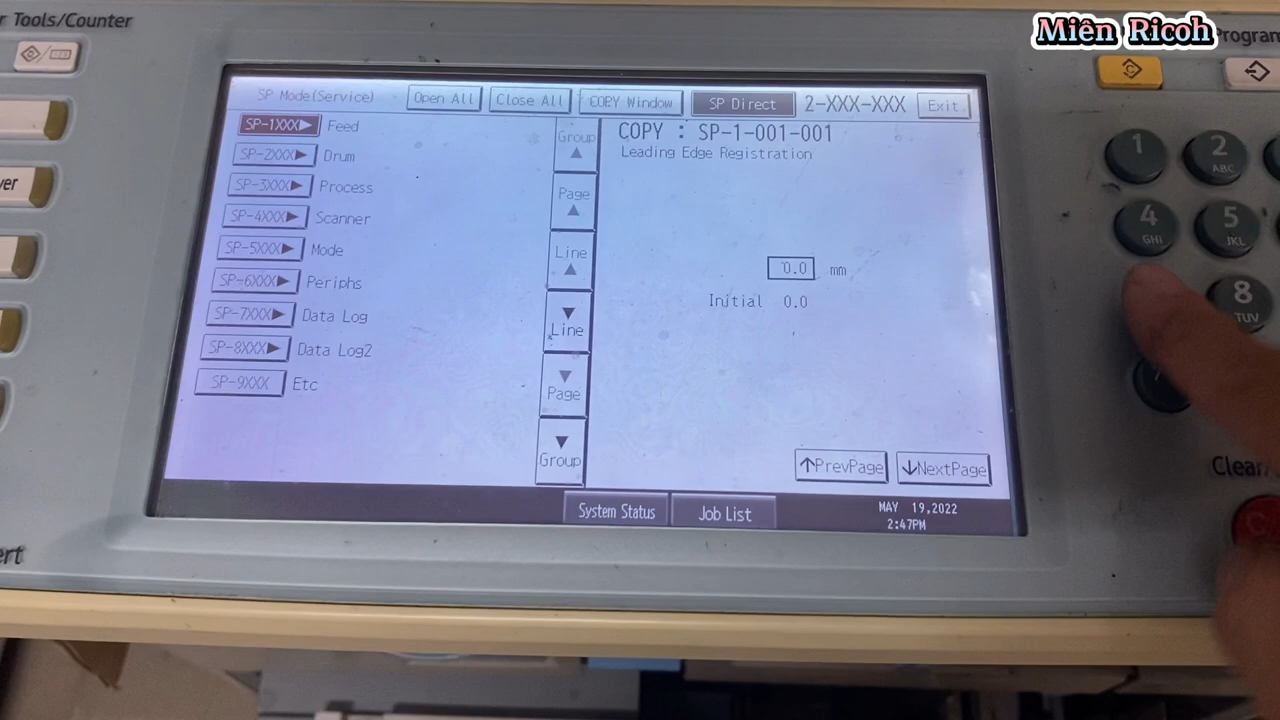 r Tools/Counter
Miên Ricoh
Program
SP Mode(Service)
Open All
Close All
COPY Window
SP Direct
2-XXX-XXX
Exit
SP-1XXX▶ Feed
SP-2XXX▶ Drum
SP-3XXX▶ Process
SP-4XXX▶ Scanner
SP-5XXX▶ Mode
SP-6XXX▶ Periphs
SP-7XXX▶ Data Log
SP-8XXX▶ Data Log2
SP-9XXX Etc
Group
▲
Page
▲
Line
▲
▼
Line
▼
Page
▼
Group
COPY : SP-1-001-001
Leading Edge Registration
0.0 mm
Initial 0.0
↑PrevPage
↓NextPage
System Status
Job List
MAY 19,2022
2:47PM
ver
ert
1
2
ABC
4
GHI
5
JKL
8
TUV
Clear